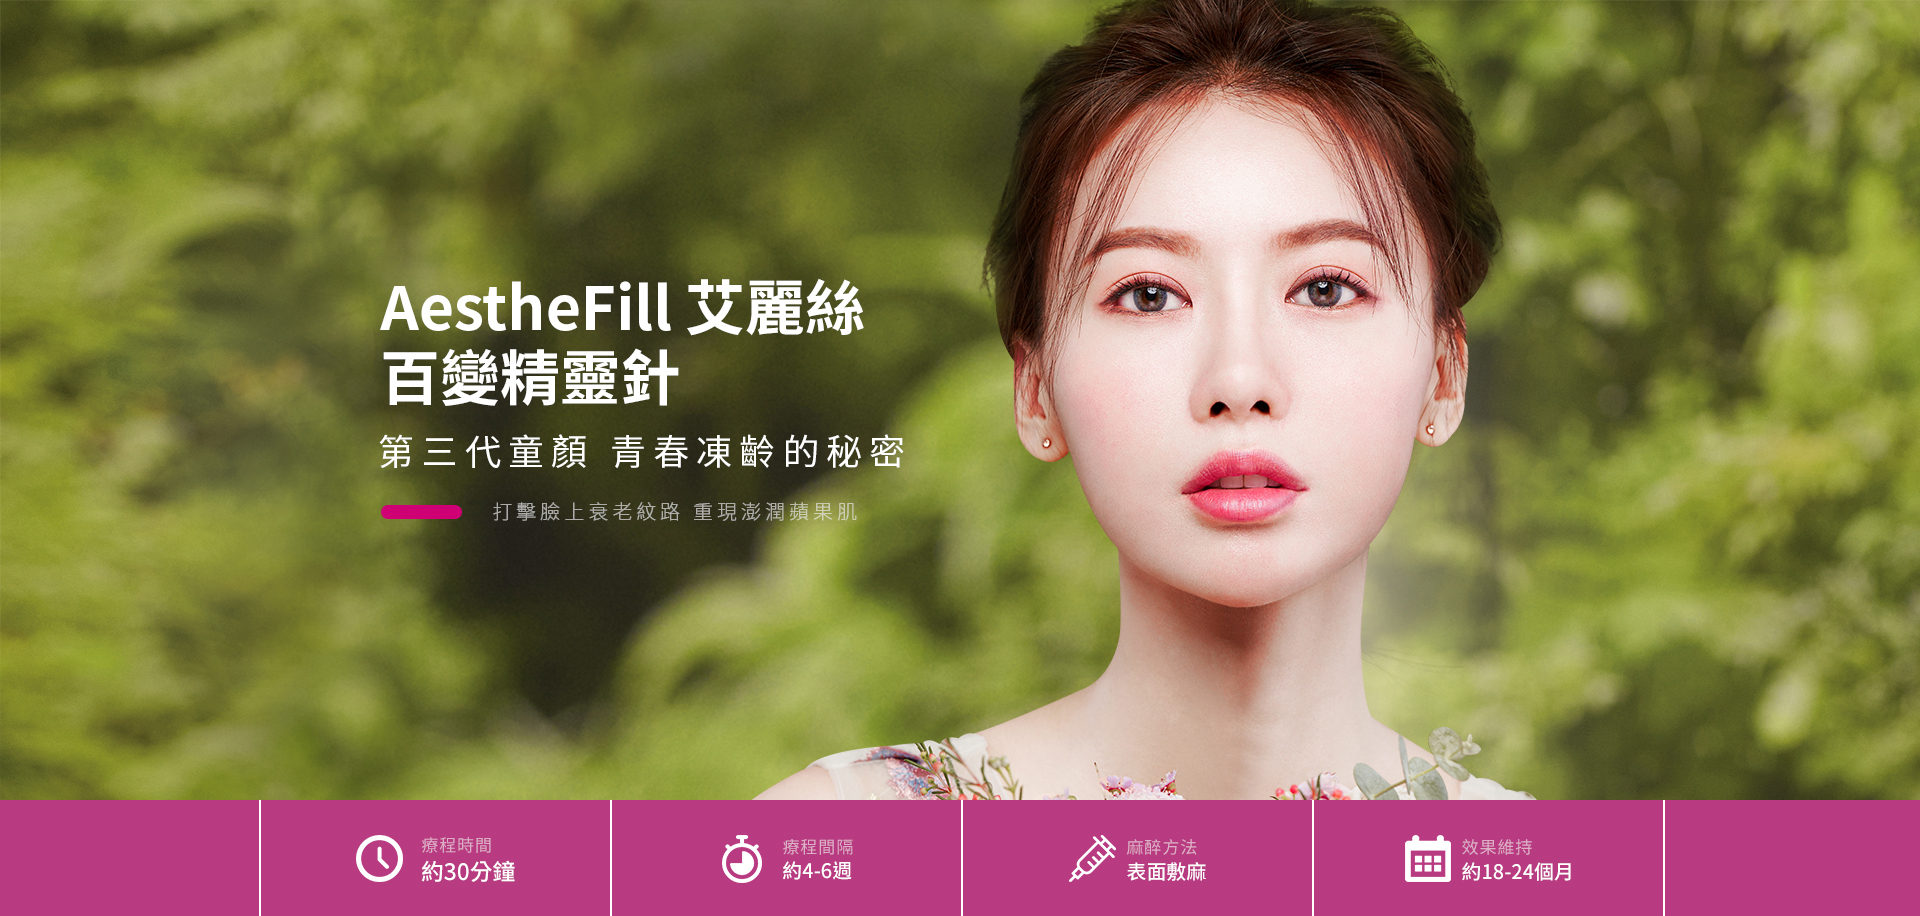 AestheFill 艾麗絲
百變精靈針
第三代童顏 青春凍齡的秘密
打擊臉上衰老紋路 重現澎潤蘋果肌
療程時間
約30分鐘
療程間隔
約4-6週
麻醉方法
表面敷麻
效果維持
約18-24個月